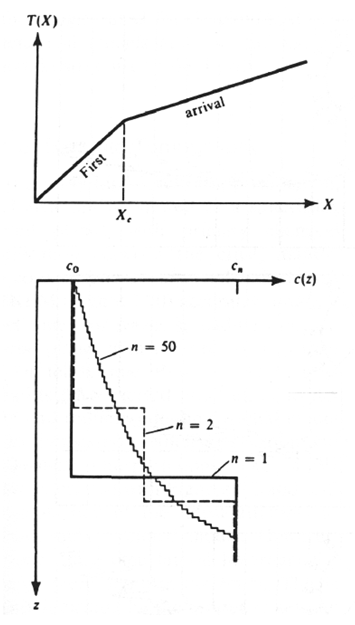 T(X)
First
arrival
X_c
X
c_0
c_n
c(z)
n = 50
n = 2
n = 1
z